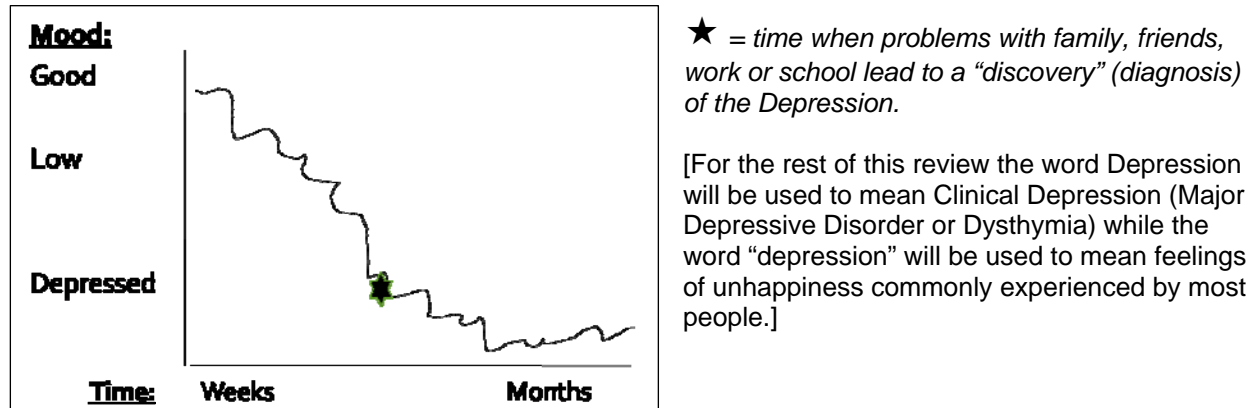 Mood:
Good
Low
Depressed
Time: Weeks Months
★ = time when problems with family, friends,
work or school lead to a “discovery” (diagnosis)
of the Depression.
[For the rest of this review the word Depression
will be used to mean Clinical Depression (Major
Depressive Disorder or Dysthymia) while the
word “depression” will be used to mean feelings
of unhappiness commonly experienced by most
people.]